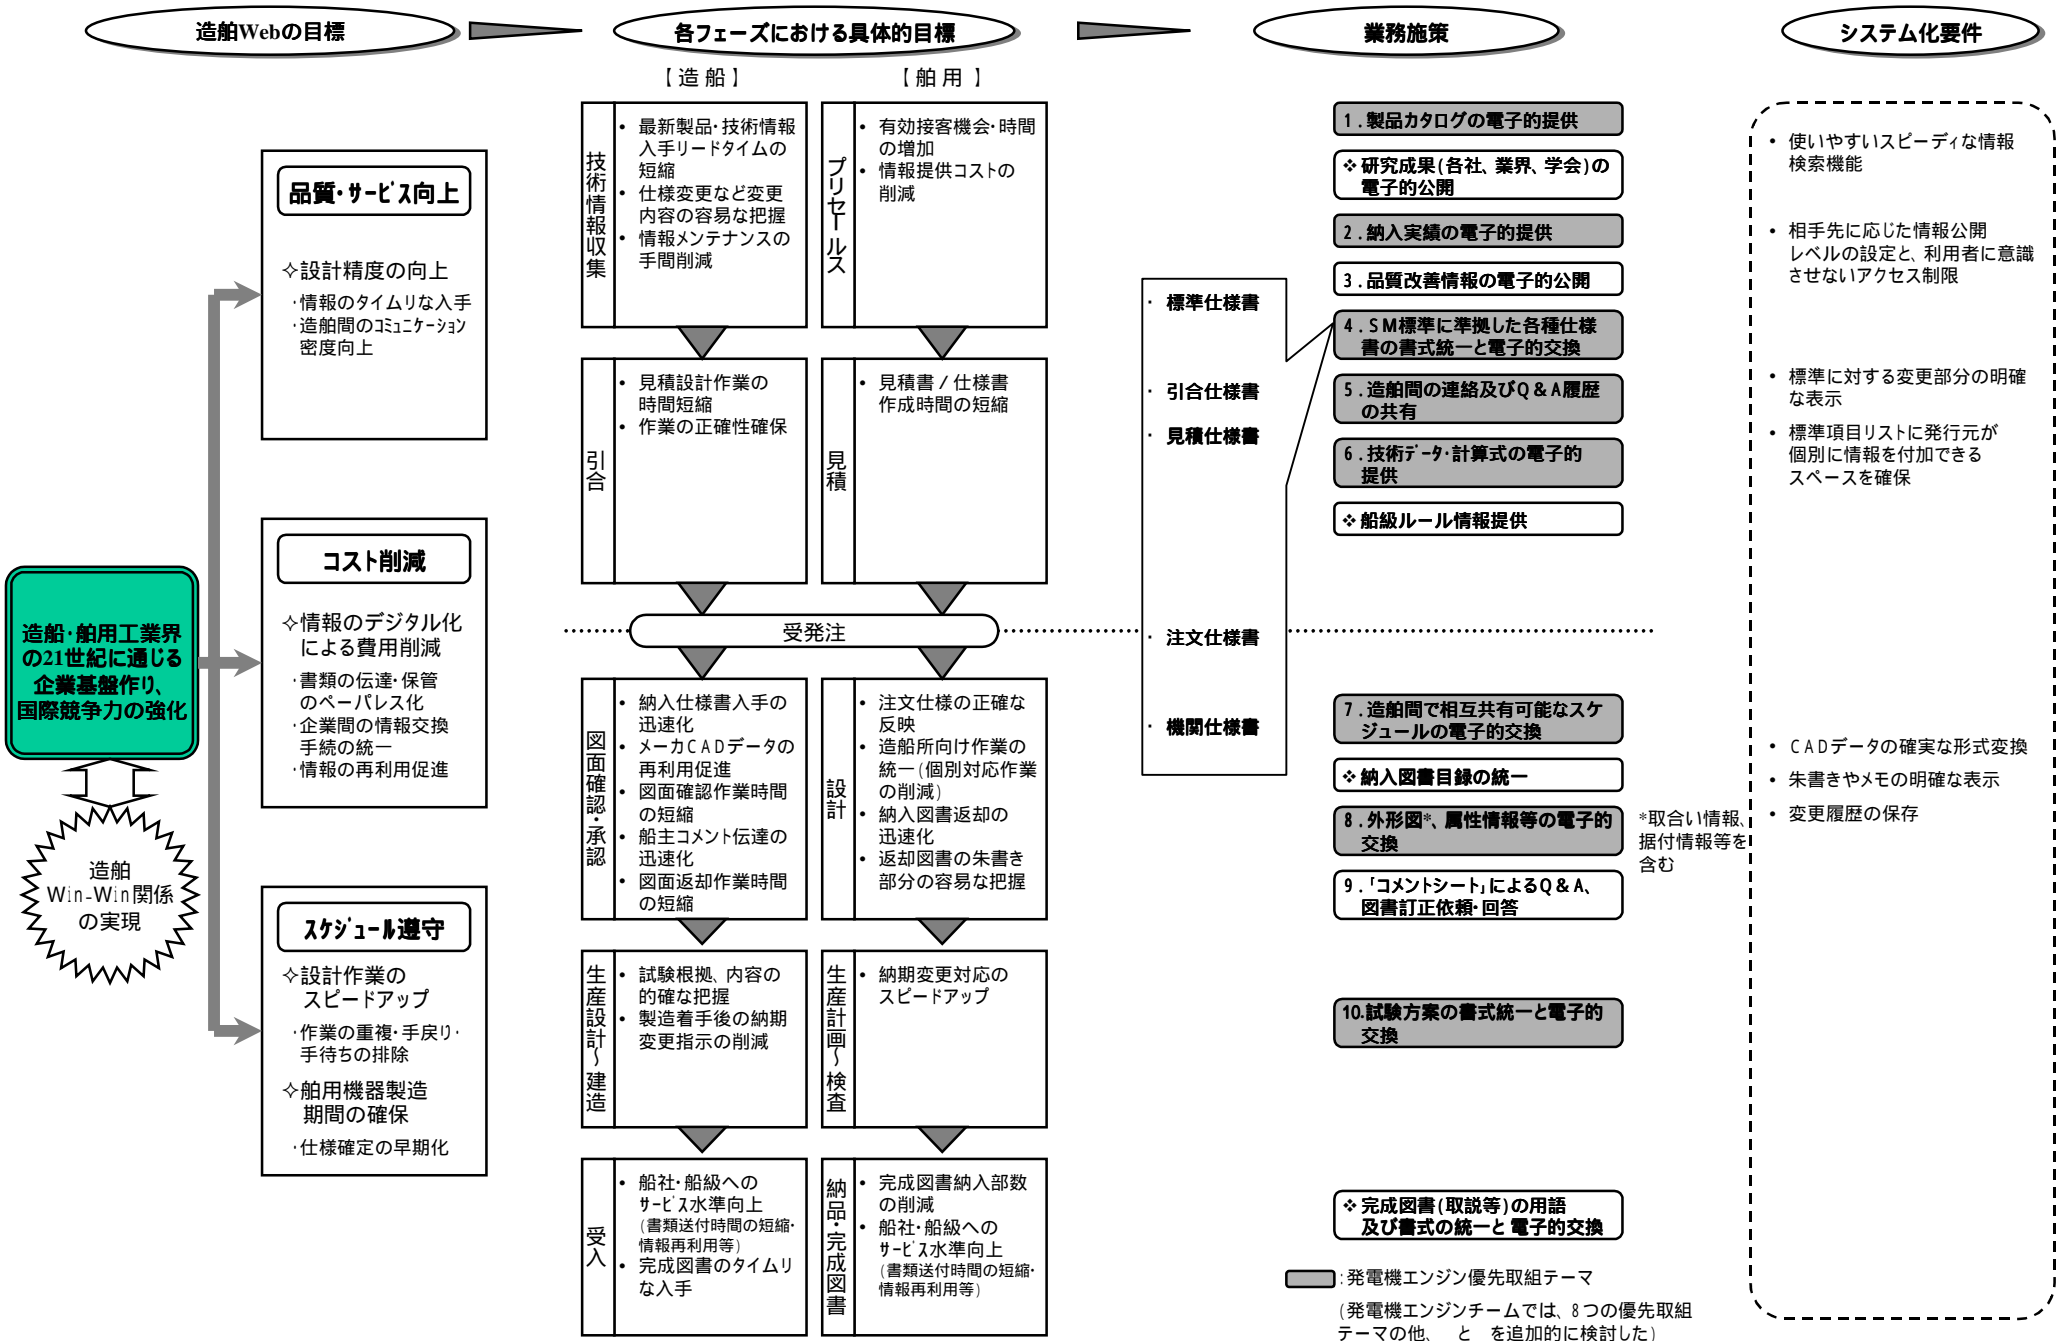 造舶Webの目標
各フェーズにおける具体的目標
業務施策
システム化要件
【造船】
【舶用】
造船・舶用工業界
の21世紀に通じる
企業基盤作り、
国際競争力の強化
造舶
Win-Win関係
の実現
品質・サービス向上
✧設計精度の向上
・情報のタイムリな入手
・造舶間のコミュニケーション
密度向上
コスト削減
✧情報のデジタル化
による費用削減
・書類の伝達・保管
のペーパレス化
・企業間の情報交換
手続の統一
・情報の再利用促進
スケジュール遵守
✧設計作業の
スピードアップ
・作業の重複・手戻り・
手待ちの排除
✧舶用機器製造
期間の確保
・仕様確定の早期化
技術情報収集
• 最新製品・技術情報
入手リードタイムの
短縮
• 仕様変更など変更
内容の容易な把握
• 情報メンテナンスの
手間削減
プリセールス
• 有効接客機会・時間
の増加
• 情報提供コストの
削減
引合
• 見積設計作業の
時間短縮
• 作業の正確性確保
見積
• 見積書/仕様書
作成時間の短縮
受発注
図面確認・承認
• 納入仕様書入手の
迅速化
• メーカCADデータの
再利用促進
• 図面確認作業時間
の短縮
• 船主コメント伝達の
迅速化
• 図面返却作業時間
の短縮
設計
• 注文仕様の正確な
反映
• 造船所向け作業の
統一(個別対応作業
の削減)
• 納入図書返却の
迅速化
• 返却図書の朱書き
部分の容易な把握
生産設計~建造
• 試験根拠、内容の
的確な把握
• 製造着手後の納期
変更指示の削減
生産計画~検査
• 納期変更対応の
スピードアップ
受入
• 船社・船級への
サービス水準向上
(書類送付時間の短縮・
情報再利用等)
• 完成図書のタイムリ
な入手
納品・完成図書
• 完成図書納入部数
の削減
• 船社・船級への
サービス水準向上
(書類送付時間の短縮・
情報再利用等)
・ 標準仕様書
・ 引合仕様書
・ 見積仕様書
・ 注文仕様書
・ 機関仕様書
1.製品カタログの電子的提供
❖ 研究成果(各社、業界、学会)の
電子的公開
2.納入実績の電子的提供
3.品質改善情報の電子的公開
4.SM標準に準拠した各種仕様
書の書式統一と電子的交換
5.造舶間の連絡及びQ&A履歴
の共有
6.技術データ・計算式の電子的
提供
❖ 船級ルール情報提供
7.造舶間で相互共有可能なスケ
ジュールの電子的交換
❖ 納入図書目録の統一
8.外形図*、属性情報等の電子的
交換
*取合い情報、
据付情報等を
含む
9.「コメントシート」によるQ&A、
図書訂正依頼・回答
10.試験方案の書式統一と電子的
交換
❖ 完成図書(取説等)の用語
及び書式の統一と電子的交換
:発電機エンジン優先取組テーマ
(発電機エンジンチームでは、8つの優先取組
テーマの他、 と を追加的に検討した)
• 使いやすいスピーディな情報
検索機能
• 相手先に応じた情報公開
レベルの設定と、利用者に意識
させないアクセス制限
• 標準に対する変更部分の明確
な表示
• 標準項目リストに発行元が
個別に情報を付加できる
スペースを確保
• CADデータの確実な形式変換
• 朱書きやメモの明確な表示
• 変更履歴の保存